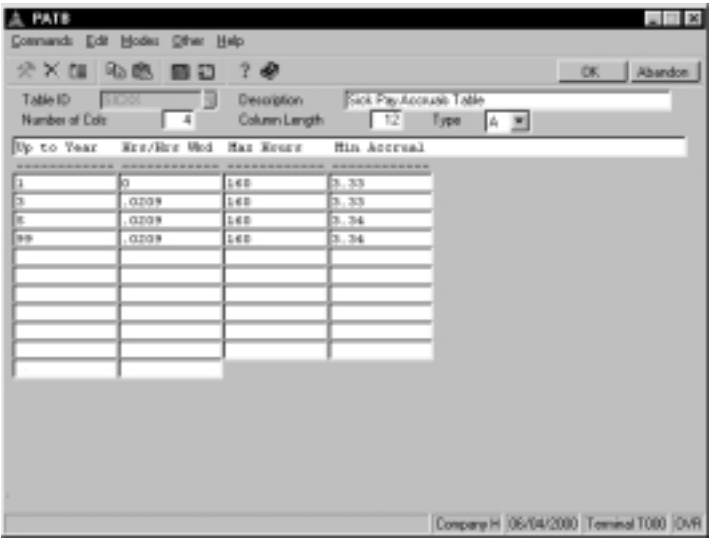 PATB
Commands Edit Modes Other Help
OK Abandon
Table ID Description Sick Pay Accruals Table
Number of Cols 4 Column Length 12 Type A
Up to Year Hrs/Hrs Wkd Max Hours Min Accrual
------------ ------------ ------------ ------------
1 0 160 3.33
3 .0209 160 3.33
.0209 160 3.34
99 .0209 160 3.34
Company H 06/04/2000 Terminal T000 OVR